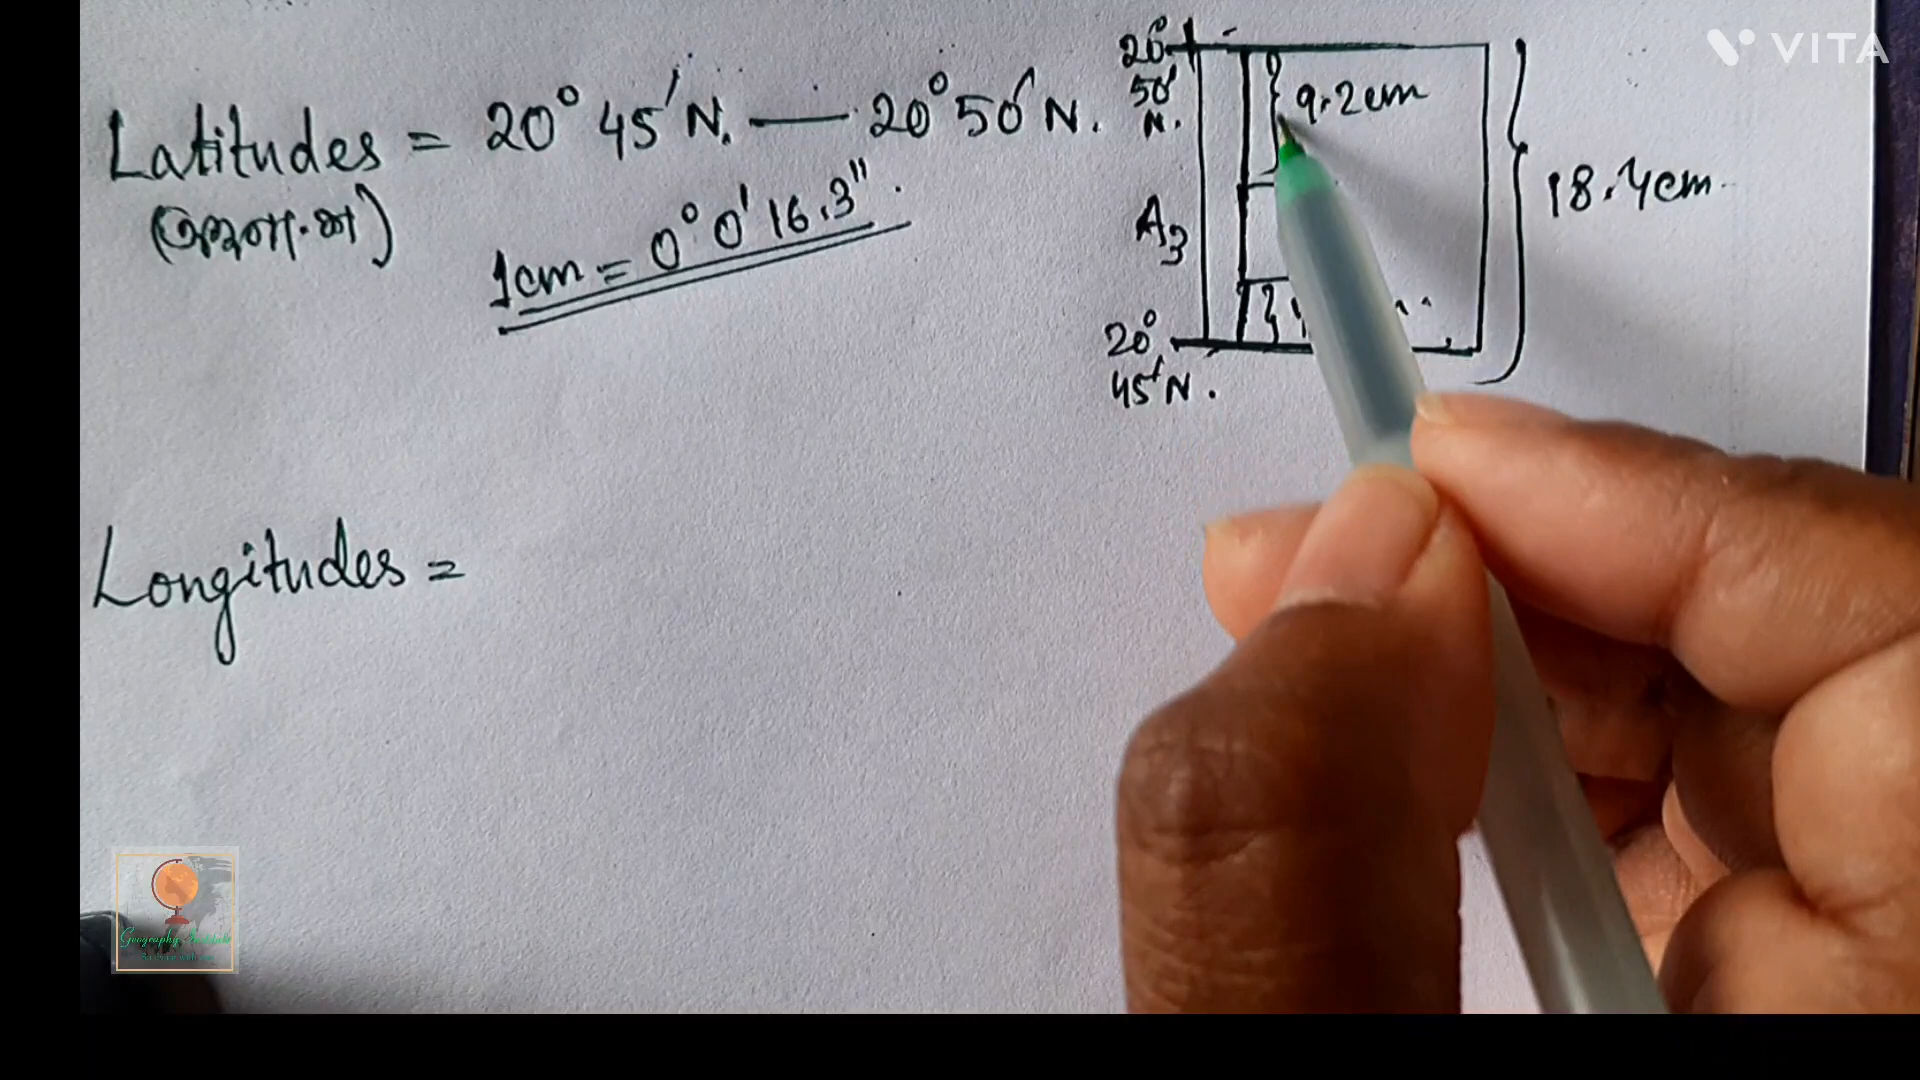 Latitudes = 20° 45' N. — 20° 50' N.
1cm = 0° 0' 16.3".
20°
50'
N.
9.2cm
A3
18.4cm.
20°
45' N.
Longitudes =
VITA
Geography